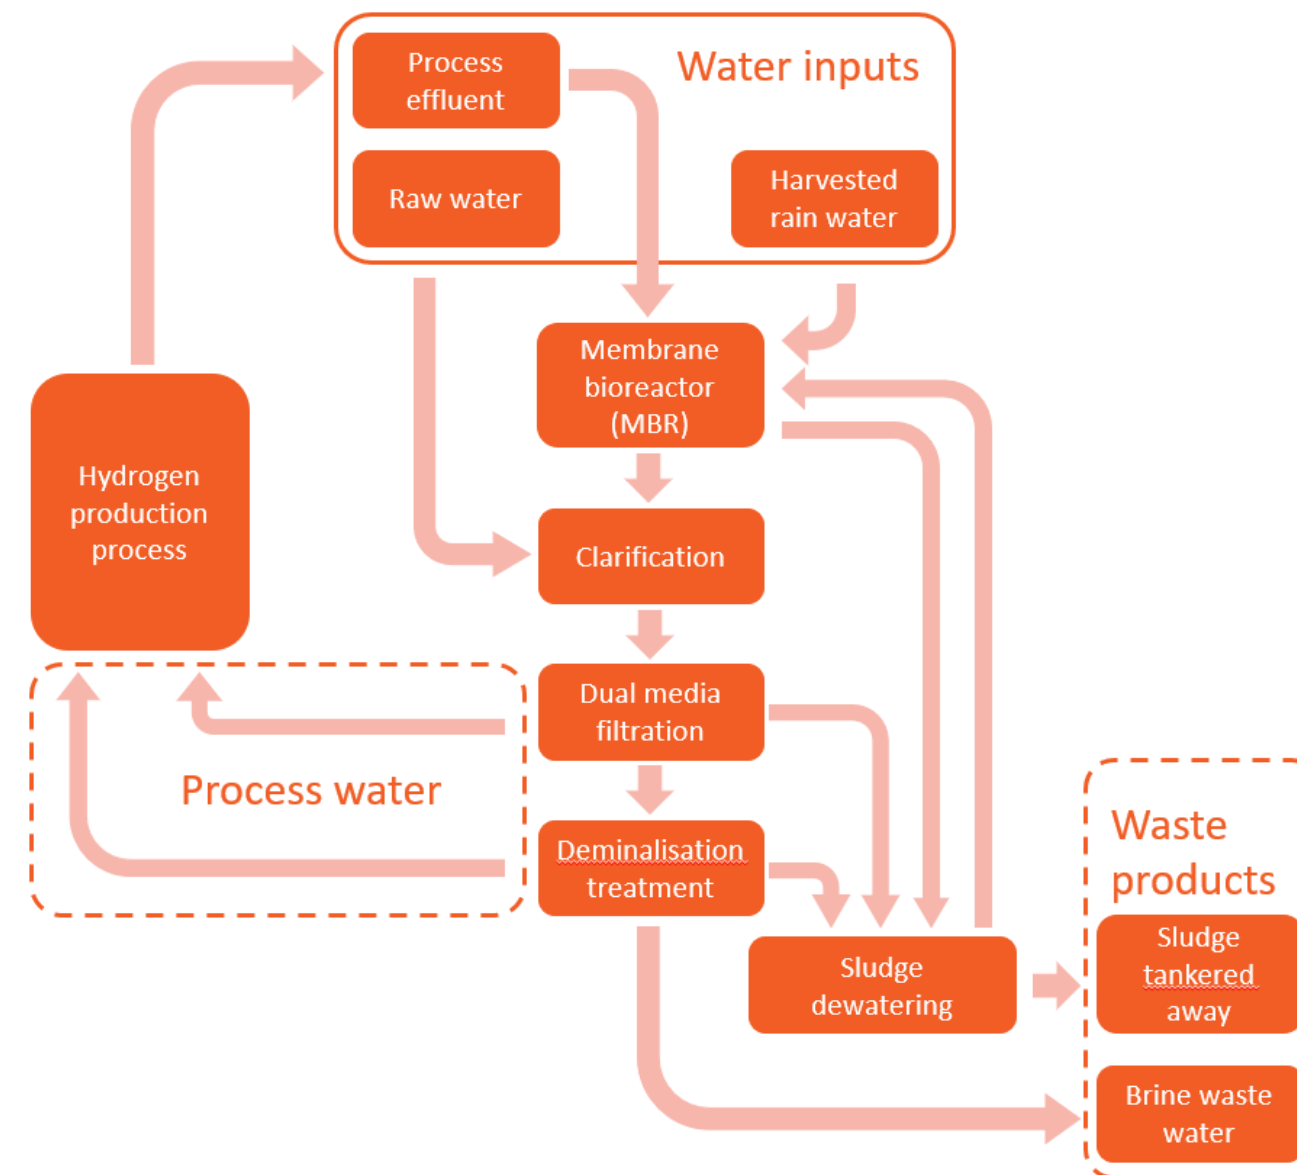 Process
effluent
Water inputs
Raw water
Harvested
rain water
Membrane
bioreactor
(MBR)
Hydrogen
production
process
Clarification
Dual media
filtration
Process water
Deminalisation
treatment
Waste
products
Sludge
dewatering
Sludge
tankered
away
Brine waste
water